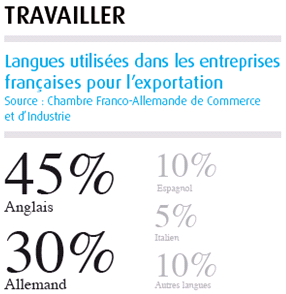 TRAVAILLER
Langues utilisées dans les entreprises
françaises pour l'exportation
Source : Chambre Franco-Allemande de Commerce
et d'Industrie
45%
Anglais
30%
Allemand
10%
Espagnol
5%
Italien
10%
Autres langues